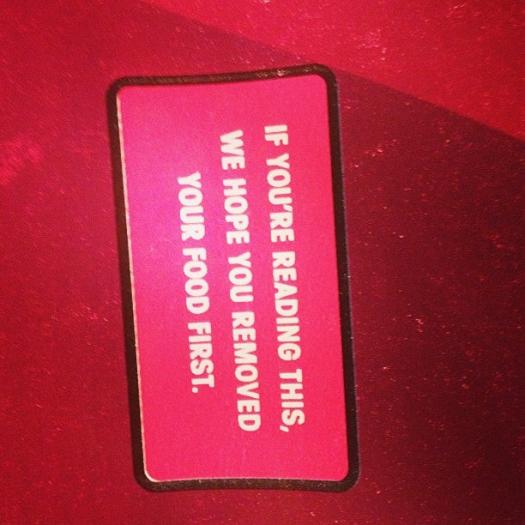 IF YOU'RE READING THIS,
WE HOPE YOU REMOVED
YOUR FOOD FIRST.